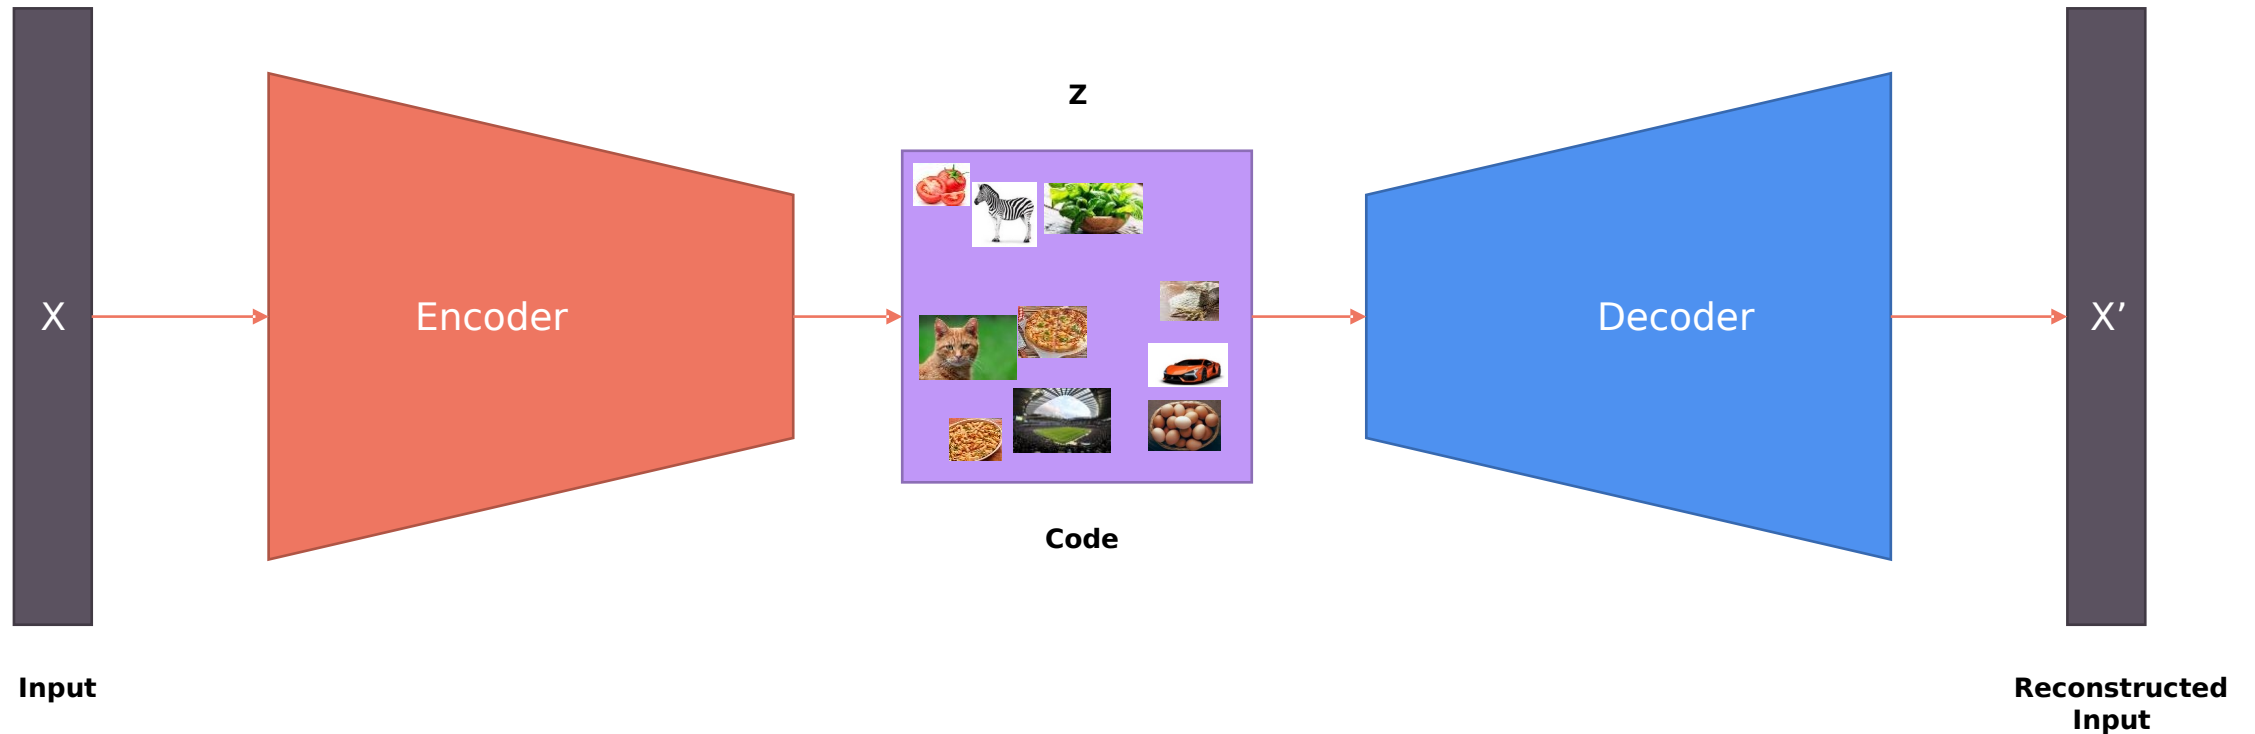 Z
X
Encoder
Decoder
X’
Code
Input
Reconstructed
Input